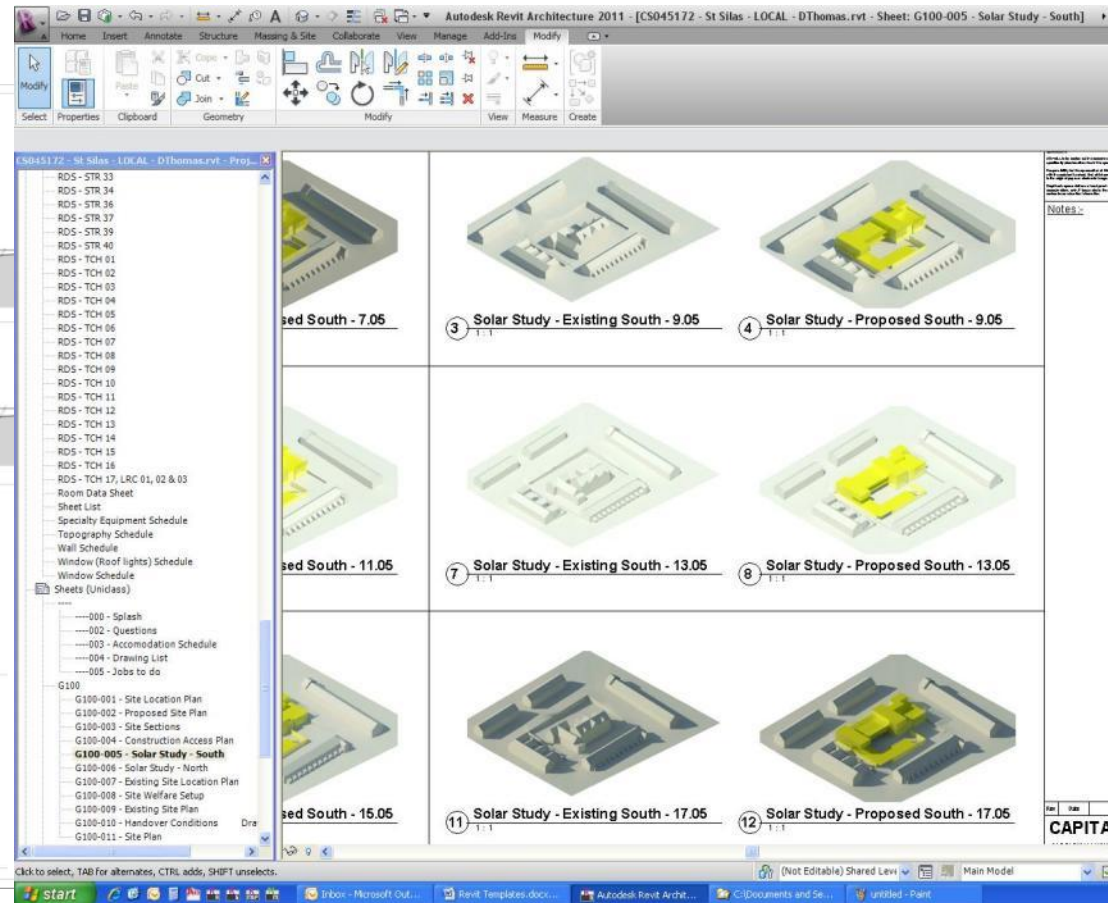 Autodesk Revit Architecture 2011 - [CS045172 - St Silas - LOCAL - DThomas.rvt - Sheet: G100-005 - Solar Study - South]
Home Insert Annotate Structure Massing & Site Collaborate View Manage Add-Ins Modify
Modify Paste Cope Cut Join
Select Properties Clipboard Geometry Modify View Measure Create
CS045172 - St Silas - LOCAL - DThomas.rvt - Proj...
RDS - STR 33
RDS - STR 34
RDS - STR 36
RDS - STR 37
RDS - STR 39
RDS - STR 40
RDS - TCH 01
RDS - TCH 02
RDS - TCH 03
RDS - TCH 04
RDS - TCH 05
RDS - TCH 06
RDS - TCH 07
RDS - TCH 08
RDS - TCH 09
RDS - TCH 10
RDS - TCH 11
RDS - TCH 12
RDS - TCH 13
RDS - TCH 14
RDS - TCH 15
RDS - TCH 16
RDS - TCH 17, LRC 01, 02 & 03
Room Data Sheet
Sheet List
Specialty Equipment Schedule
Topography Schedule
Wall Schedule
Window (Roof lights) Schedule
Window Schedule
Sheets (Uniclass)
----
----000 - Splash
----002 - Questions
----003 - Accomodation Schedule
----004 - Drawing List
----005 - Jobs to do
G100
G100-001 - Site Location Plan
G100-002 - Proposed Site Plan
G100-003 - Site Sections
G100-004 - Construction Access Plan
G100-005 - Solar Study - South
G100-006 - Solar Study - North
G100-007 - Existing Site Location Plan
G100-008 - Site Welfare Setup
G100-009 - Existing Site Plan
G100-010 - Handover Conditions Dra
G100-011 - Site Plan
sed South - 7.05
3 Solar Study - Existing South - 9.05
1 : 1
4 Solar Study - Proposed South - 9.05
1 : 1
sed South - 11.05
7 Solar Study - Existing South - 13.05
1 : 1
8 Solar Study - Proposed South - 13.05
1 : 1
sed South - 15.05
11 Solar Study - Existing South - 17.05
1 : 1
12 Solar Study - Proposed South - 17.05
1 : 1
Notes:-
Rev Date
CAPITA
Click to select, TAB for alternates, CTRL adds, SHIFT unselects.
(Not Editable) Shared Leve Main Model
start Inbox - Microsoft Out... Revit Templates.docx... Autodesk Revit Archit... C:\Documents and Se... untitled - Paint